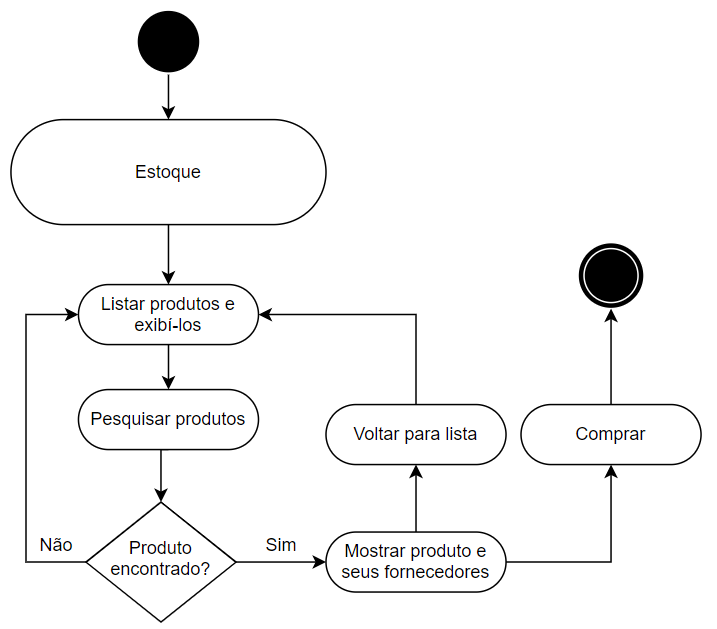 Estoque
Listar produtos e
exibí-los
Pesquisar produtos
Voltar para lista
Comprar
Não
Produto
encontrado?
Sim
Mostrar produto e
seus fornecedores